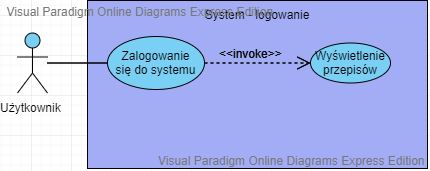 Visual Paradigm Online Diagrams Express Edition
System - logowanie
Zalogowanie
się do systemu
<<invoke>>
Wyświetlenie
przepisów
Użytkownik
Visual Paradigm Online Diagrams Express Edition